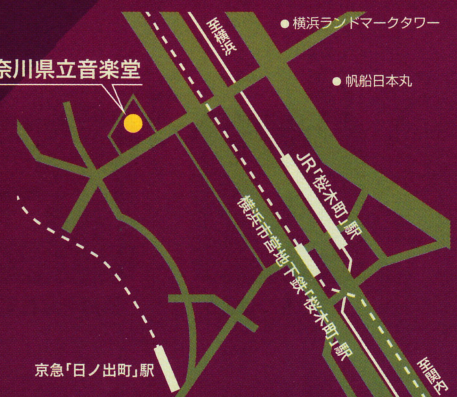 横浜ランドマークタワー
至横浜
奈川県立音楽堂
帆船日本丸
JR「桜木町」駅
横浜市営地下鉄「桜木町」駅
京急「日ノ出町」駅
至関内